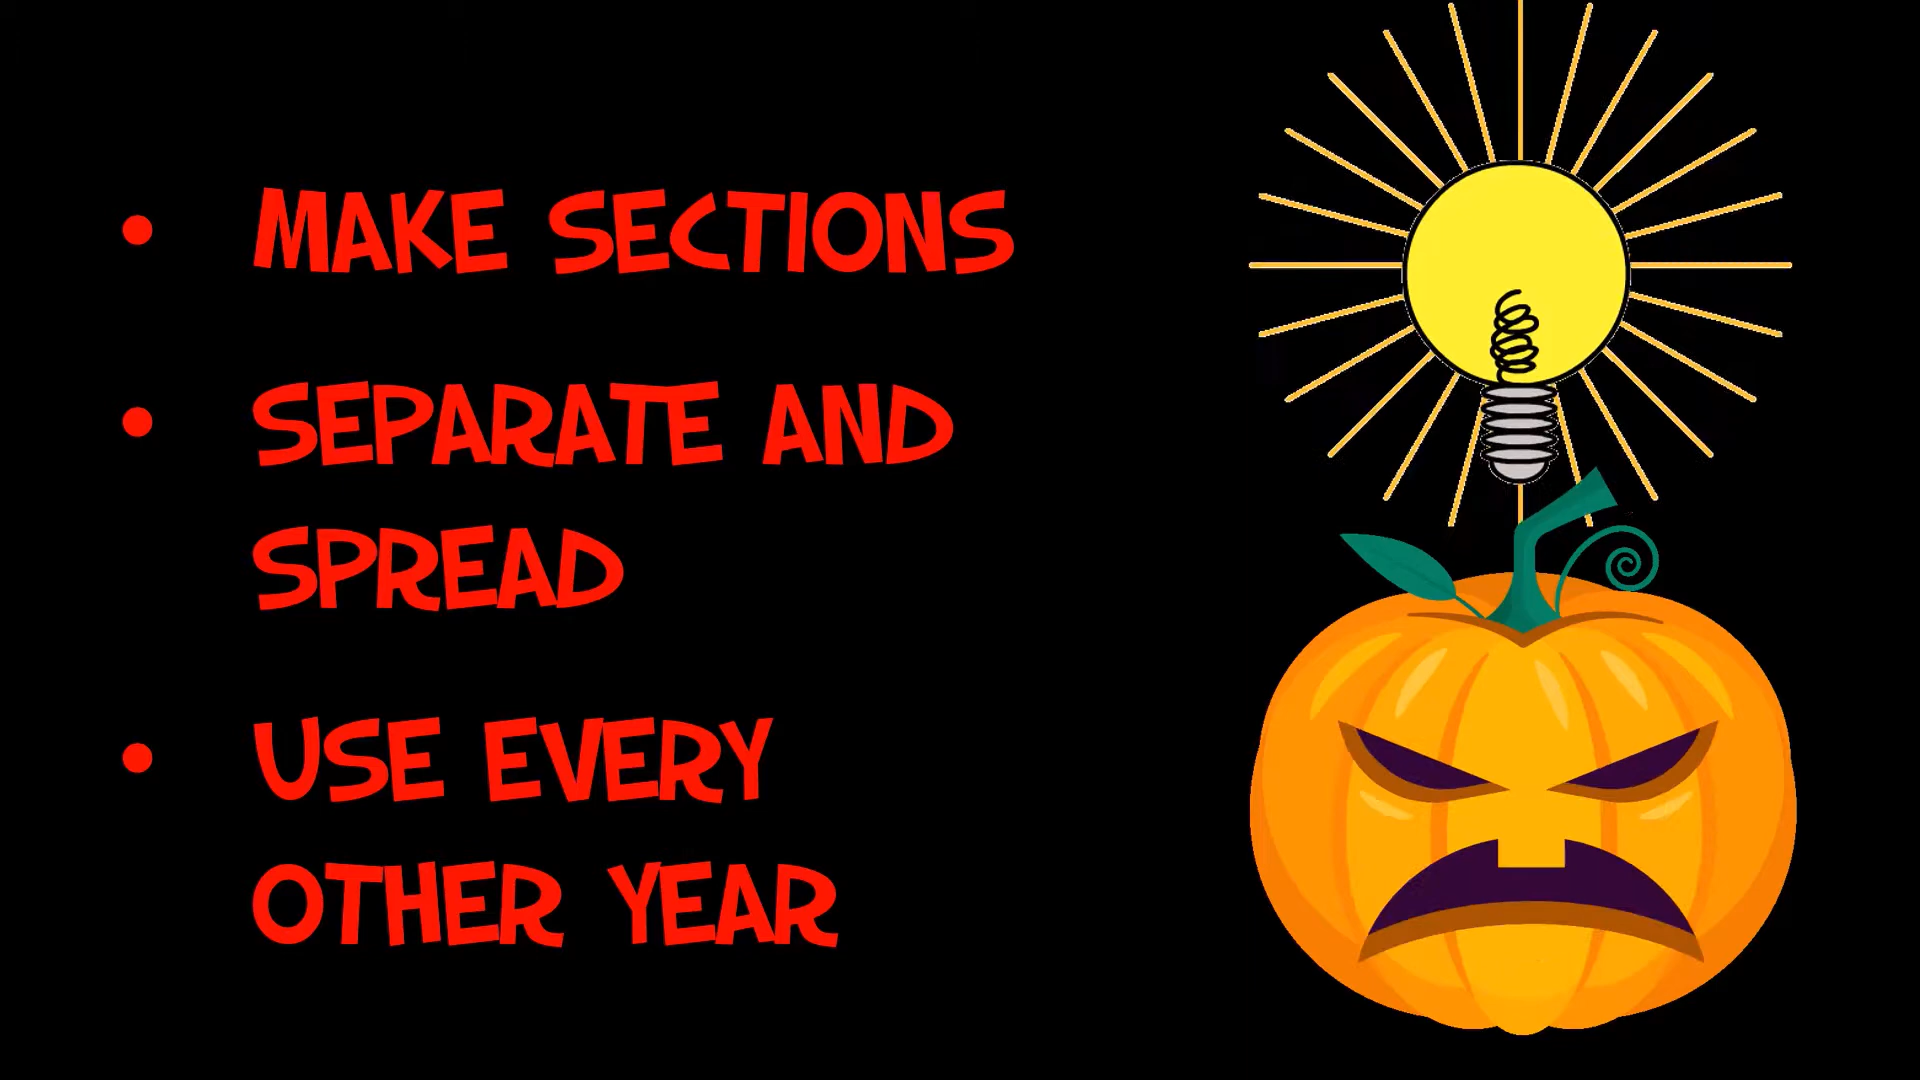 • MAKE SECTIONS
• SEPARATE AND
SPREAD
• USE EVERY
OTHER YEAR